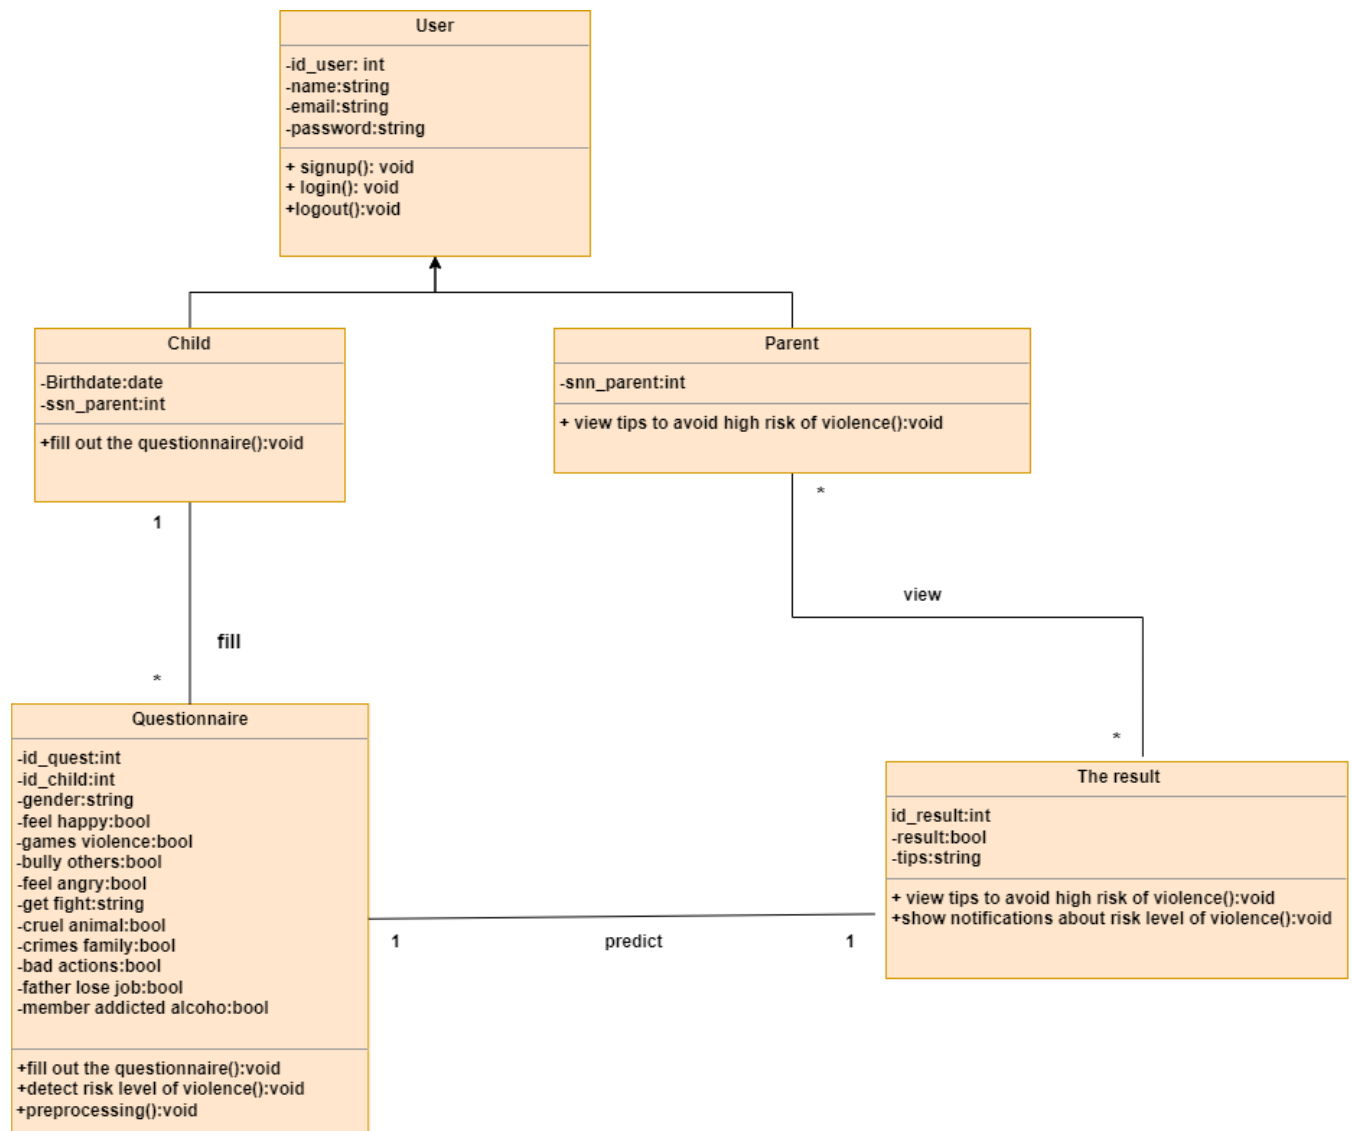 User
-id_user: int
-name:string
-email:string
-password:string
+ signup(): void
+ login(): void
+logout():void
Child
-Birthdate:date
-ssn_parent:int
+fill out the questionnaire():void
Parent
-snn_parent:int
+ view tips to avoid high risk of violence():void
1
fill
*
*
view
*
Questionnaire
-id_quest:int
-id_child:int
-gender:string
-feel happy:bool
-games violence:bool
-bully others:bool
-feel angry:bool
-get fight:string
-cruel animal:bool
-crimes family:bool
-bad actions:bool
-father lose job:bool
-member addicted alcoho:bool
+fill out the questionnaire():void
+detect risk level of violence():void
+preprocessing():void
1
predict
1
The result
id_result:int
-result:bool
-tips:string
+ view tips to avoid high risk of violence():void
+show notifications about risk level of violence():void